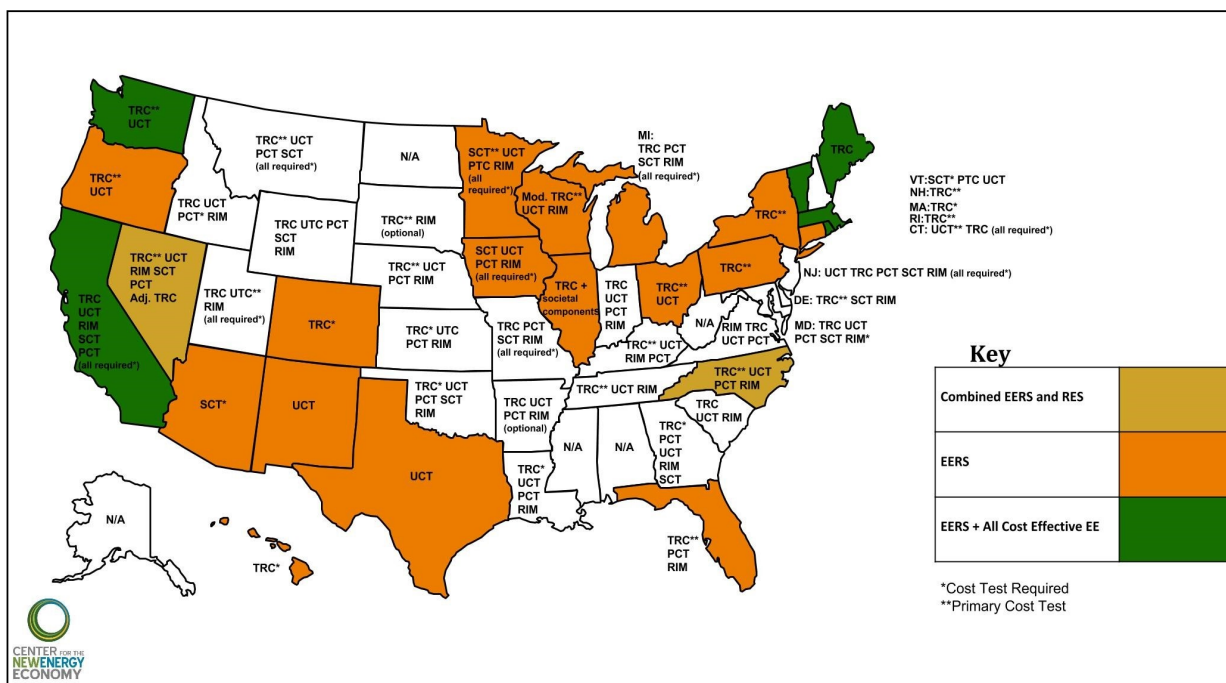 TRC**
UCT
TRC**
UCT
TRC
UCT
RIM
SCT
PCT
(all required*)
TRC** UCT
RIM SCT
PCT
Adj. TRC
TRC UCT
PCT* RIM
TRC** UCT
PCT SCT
(all required*)
TRC UTC PCT
SCT
RIM
TRC UTC**
RIM
(all required*)
TRC*
SCT*
UCT
N/A
TRC** RIM
(optional)
TRC** UCT
PCT RIM
TRC* UTC
PCT RIM
TRC* UCT
PCT SCT
RIM
UCT
SCT** UCT
PTC RIM
(all
required*)
SCT UCT
PCT RIM
(all required*)
TRC PCT
SCT RIM
(all required*)
TRC UCT
PCT RIM
(optional)
TRC*
UCT
PCT
RIM
Mod. TRC**
UCT RIM
TRC +
societal
components
MI:
TRC PCT
SCT RIM
(all required*)
TRC
UCT
PCT
RIM
TRC**
UCT
TRC** UCT
RIM PCT
TRC** UCT RIM
N/A
N/A
TRC*
PCT
UCT
RIM
SCT
TRC**
PCT
RIM
TRC
UCT RIM
TRC** UCT
PCT RIM
RIM TRC
UCT PCT
N/A
TRC**
TRC**
TRC
VT:SCT* PTC UCT
NH:TRC**
MA:TRC*
RI:TRC**
CT: UCT** TRC (all required*)
NJ: UCT TRC PCT SCT RIM (all required*)
DE: TRC** SCT RIM
MD: TRC UCT
PCT SCT RIM*
N/A
TRC*
Key
Combined EERS and RES
EERS
EERS + All Cost Effective EE
*Cost Test Required
**Primary Cost Test
CENTER FOR THE
NEWENERGY
ECONOMY